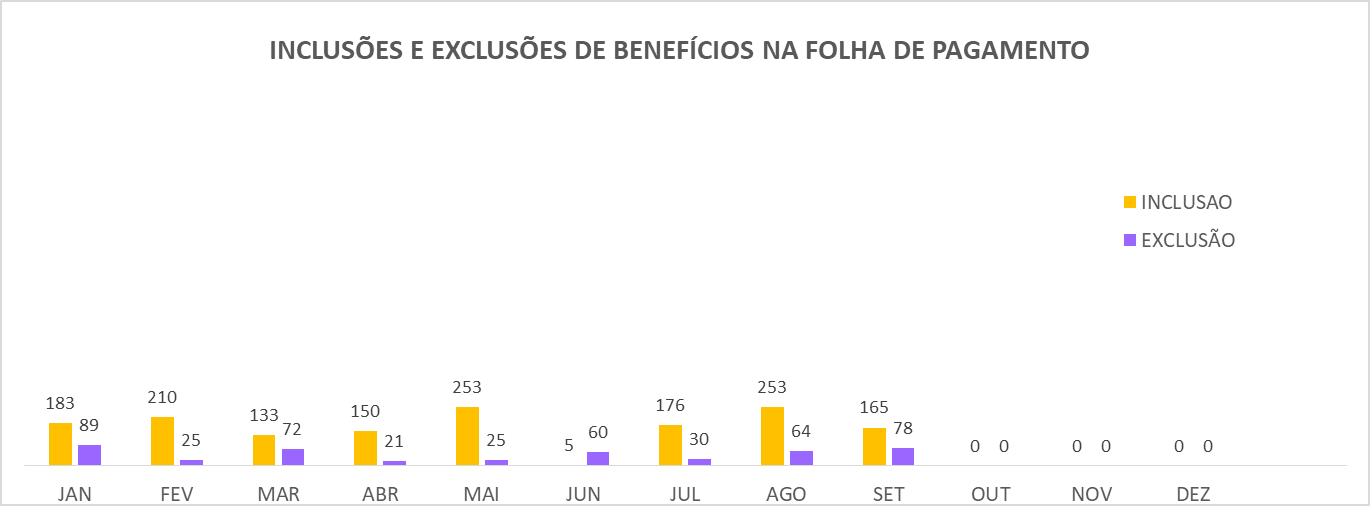 INCLUSÕES E EXCLUSÕES DE BENEFÍCIOS NA FOLHA DE PAGAMENTO
INCLUSAO
EXCLUSÃO
183 89 210 25 133 72 150 21 253 25 5 60 176 30 253 64 165 78 0 0 0 0 0 0
JAN FEV MAR ABR MAI JUN JUL AGO SET OUT NOV DEZ